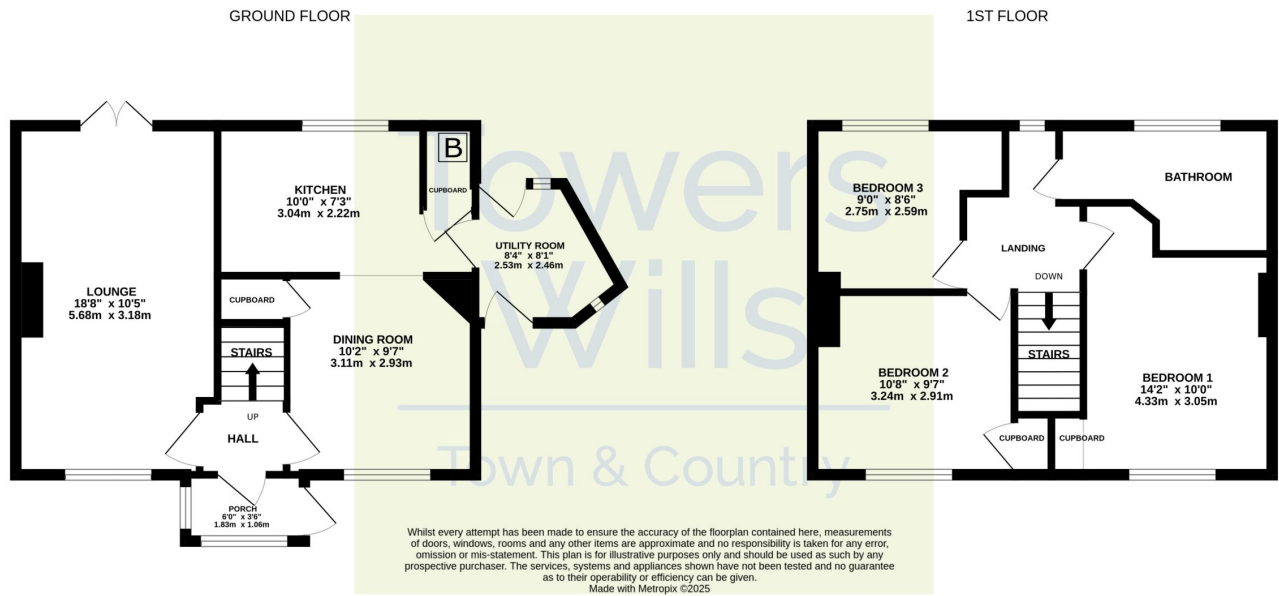 GROUND FLOOR
1ST FLOOR
Towers
Wills
Town & Country
LOUNGE
18'8" x 10'5"
5.68m x 3.18m
KITCHEN
10'0" x 7'3"
3.04m x 2.22m
B
CUPBOARD
UTILITY ROOM
8'4" x 8'1"
2.53m x 2.46m
CUPBOARD
STAIRS
UP
DINING ROOM
10'2" x 9'7"
3.11m x 2.93m
HALL
PORCH
6'0" x 3'6"
1.83m x 1.06m
BEDROOM 3
9'0" x 8'6"
2.75m x 2.59m
BATHROOM
LANDING
DOWN
STAIRS
BEDROOM 2
10'8" x 9'7"
3.24m x 2.91m
BEDROOM 1
14'2" x 10'0"
4.33m x 3.05m
CUPBOARD
CUPBOARD
Whilst every attempt has been made to ensure the accuracy of the floorplan contained here, measurements
of doors, windows, rooms and any other items are approximate and no responsibility is taken for any error,
omission or mis-statement. This plan is for illustrative purposes only and should be used as such by any
prospective purchaser. The services, systems and appliances shown have not been tested and no guarantee
as to their operability or efficiency can be given.
Made with Metropix ©2025